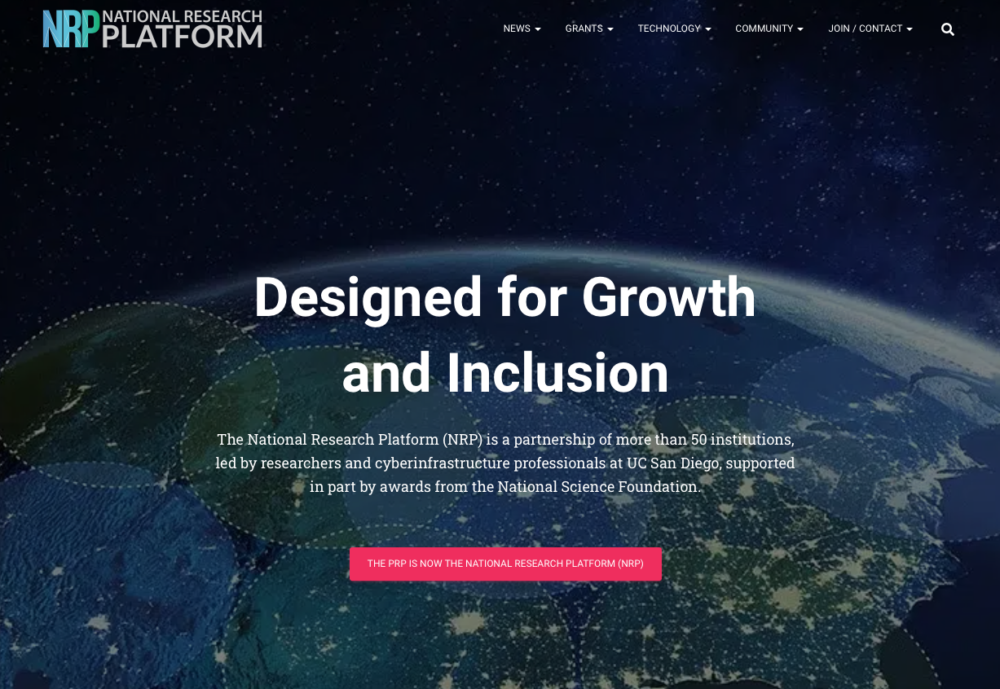 NRP NATIONAL RESEARCH
PLATFORM
NEWS GRANTS TECHNOLOGY COMMUNITY JOIN / CONTACT
Designed for Growth
and Inclusion
The National Research Platform (NRP) is a partnership of more than 50 institutions,
led by researchers and cyberinfrastructure professionals at UC San Diego, supported
in part by awards from the National Science Foundation.
THE PRP IS NOW THE NATIONAL RESEARCH PLATFORM (NRP)